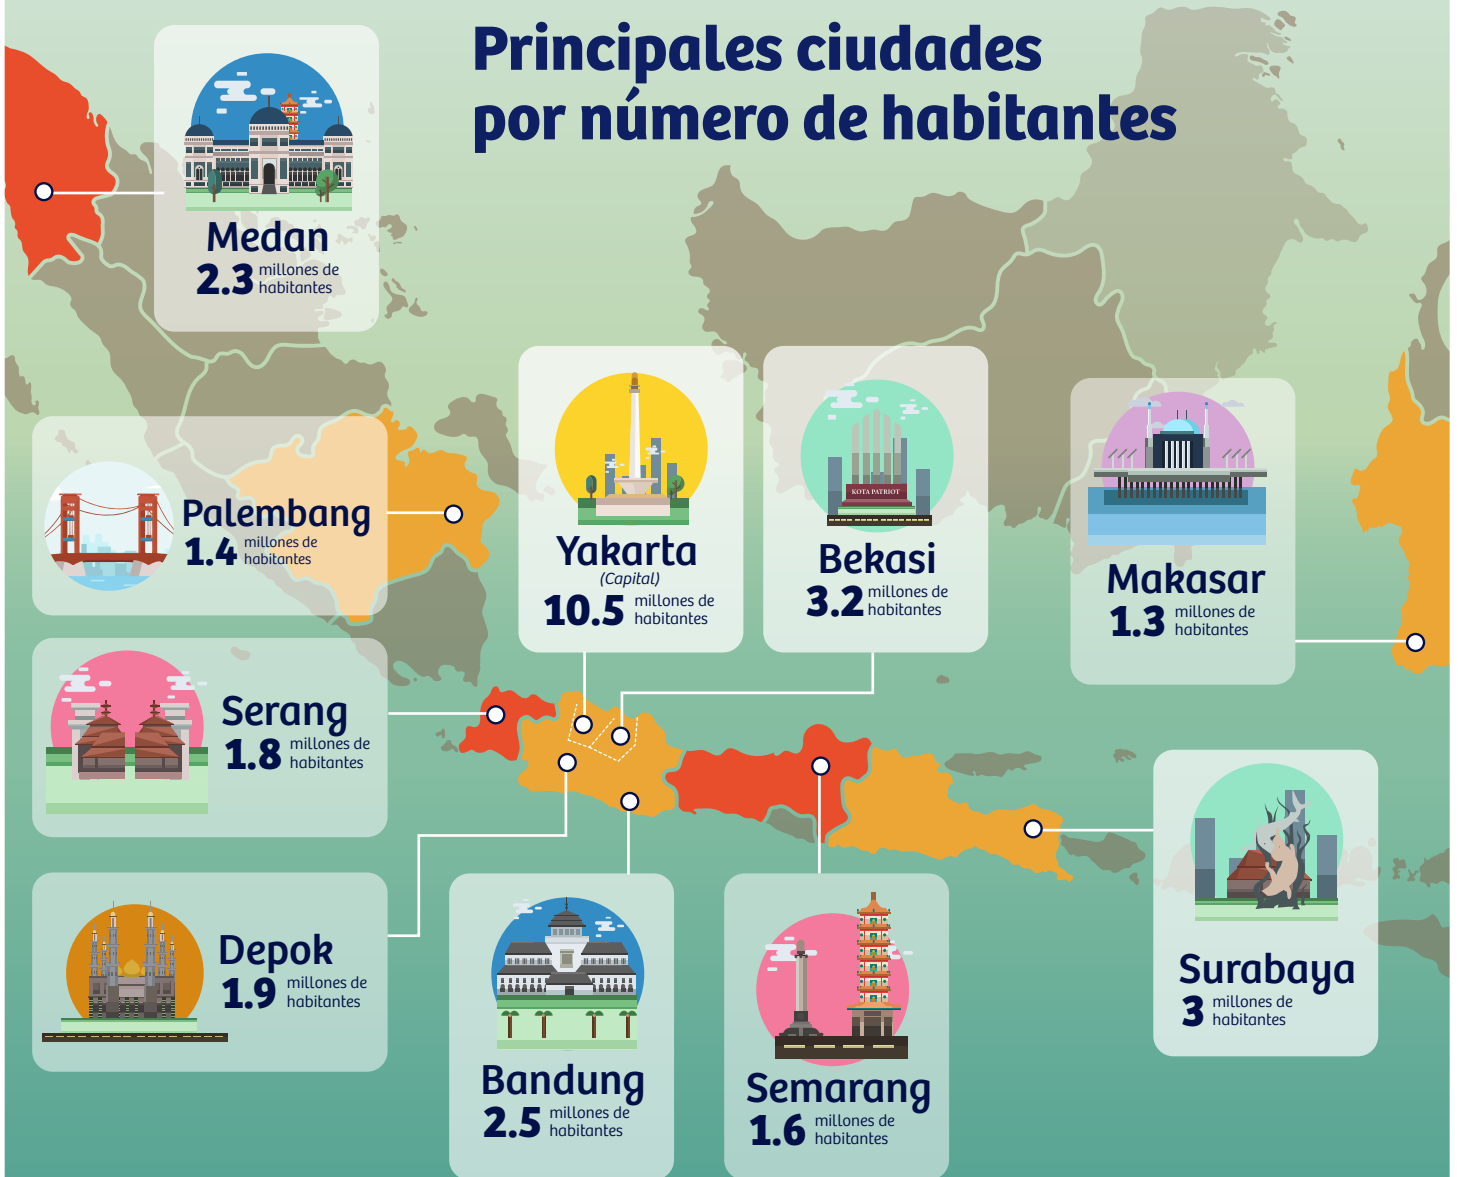 Principales ciudades
por número de habitantes
Medan
2.3 millones de
habitantes
Palembang
1.4 millones de
habitantes
Yakarta
(Capital)
10.5 millones de
habitantes
KOTA PATRIOT
Bekasi
3.2 millones de
habitantes
Makasar
1.3 millones de
habitantes
Serang
1.8 millones de
habitantes
Depok
1.9 millones de
habitantes
Bandung
2.5 millones de
habitantes
Semarang
1.6 millones de
habitantes
Surabaya
3 millones de
habitantes